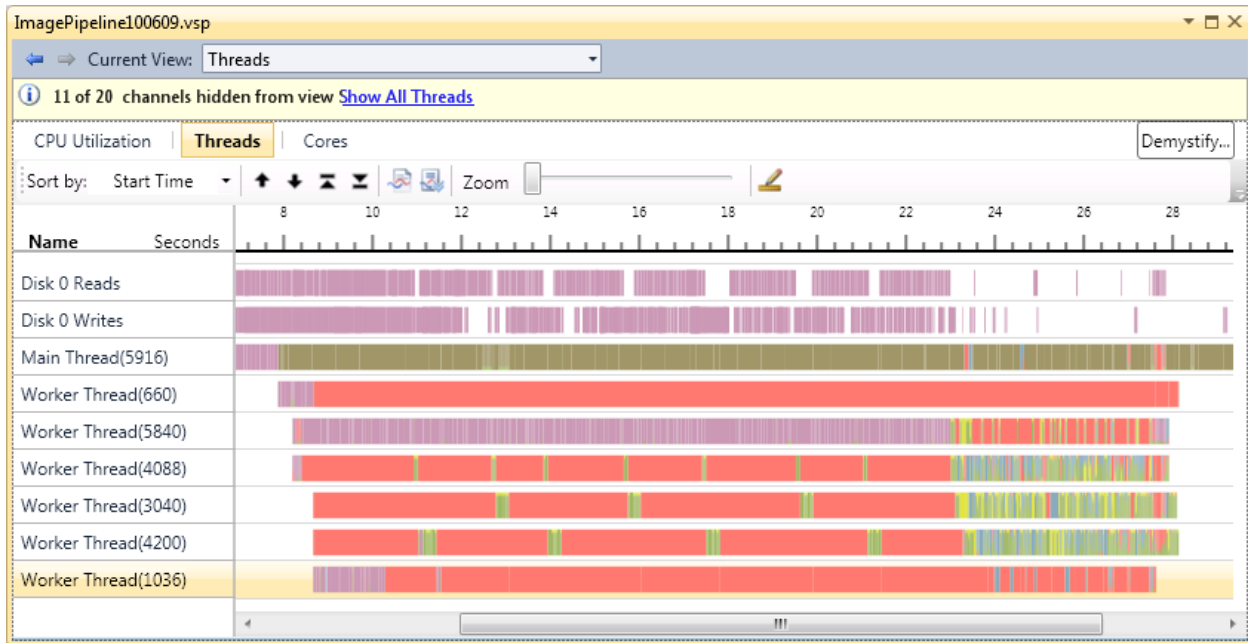 ImagePipeline100609.vsp
Current View: Threads
11 of 20 channels hidden from view Show All Threads
CPU Utilization Threads Cores Demystify...
Sort by: Start Time Zoom
8 10 12 14 16 18 20 22 24 26 28
Name Seconds
Disk 0 Reads
Disk 0 Writes
Main Thread(5916)
Worker Thread(660)
Worker Thread(5840)
Worker Thread(4088)
Worker Thread(3040)
Worker Thread(4200)
Worker Thread(1036)